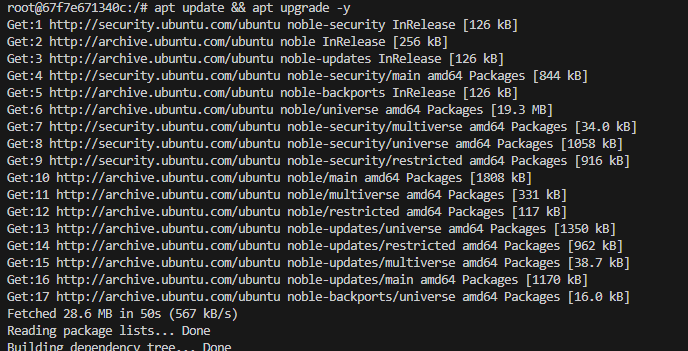 root@67f7e671340c:/# apt update && apt upgrade -y
Get:1 http://security.ubuntu.com/ubuntu noble-security InRelease [126 kB]
Get:2 http://archive.ubuntu.com/ubuntu noble InRelease [256 kB]
Get:3 http://archive.ubuntu.com/ubuntu noble-updates InRelease [126 kB]
Get:4 http://security.ubuntu.com/ubuntu noble-security/main amd64 Packages [844 kB]
Get:5 http://archive.ubuntu.com/ubuntu noble-backports InRelease [126 kB]
Get:6 http://archive.ubuntu.com/ubuntu noble/universe amd64 Packages [19.3 MB]
Get:7 http://security.ubuntu.com/ubuntu noble-security/multiverse amd64 Packages [34.0 kB]
Get:8 http://security.ubuntu.com/ubuntu noble-security/universe amd64 Packages [1058 kB]
Get:9 http://security.ubuntu.com/ubuntu noble-security/restricted amd64 Packages [916 kB]
Get:10 http://archive.ubuntu.com/ubuntu noble/main amd64 Packages [1808 kB]
Get:11 http://archive.ubuntu.com/ubuntu noble/multiverse amd64 Packages [331 kB]
Get:12 http://archive.ubuntu.com/ubuntu noble/restricted amd64 Packages [117 kB]
Get:13 http://archive.ubuntu.com/ubuntu noble-updates/universe amd64 Packages [1350 kB]
Get:14 http://archive.ubuntu.com/ubuntu noble-updates/restricted amd64 Packages [962 kB]
Get:15 http://archive.ubuntu.com/ubuntu noble-updates/multiverse amd64 Packages [38.7 kB]
Get:16 http://archive.ubuntu.com/ubuntu noble-updates/main amd64 Packages [1170 kB]
Get:17 http://archive.ubuntu.com/ubuntu noble-backports/universe amd64 Packages [16.0 kB]
Fetched 28.6 MB in 50s (567 kB/s)
Reading package lists... Done
Building dependency tree... Done